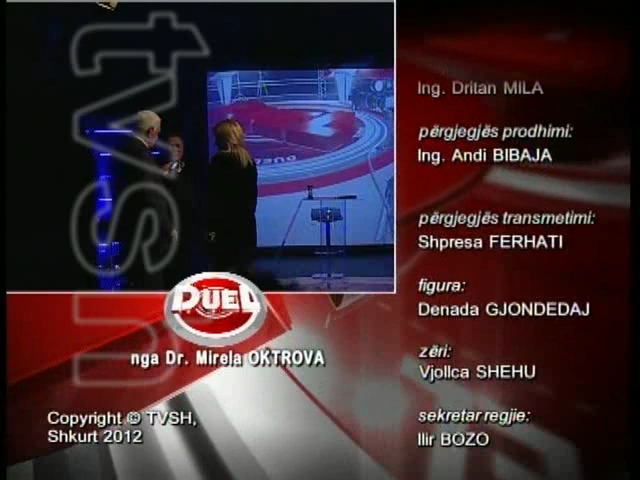 tvsh
DUEL
DUEL
nga Dr. Mirela OKTROVA
Copyright © TVSH,
Shkurt 2012
Ing. Dritan MILA
përgjegjës prodhimi:
Ing. Andi BIBAJA
përgjegjës transmetimi:
Shpresa FERHATI
figura:
Denada GJONDEDAJ
zëri:
Vjollca SHEHU
sekretar regjie:
Ilir BOZO